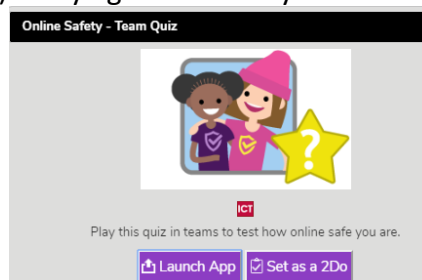 Online Safety - Team Quiz
?
ICT
Play this quiz in teams to test how online safe you are.
Launch App Set as a 2Do